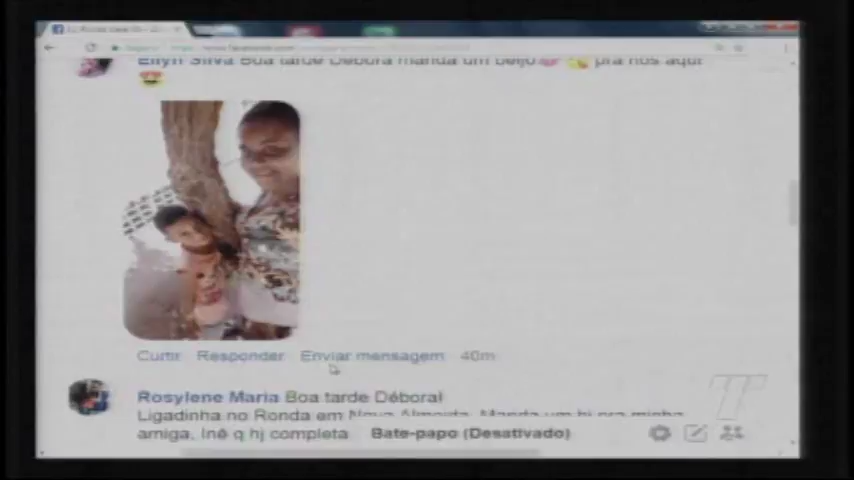 Ellyn Silva Boa tarde Débora manda um beijo pra nós aqui
Curtir Responder Enviar mensagem 40m
Rosylene Maria Boa tarde Débora!
Ligadinha no Ronda em Nova Almeida. Manda um bj pra minha
amiga, Inê q hj completa
Bate-papo (Desativado)